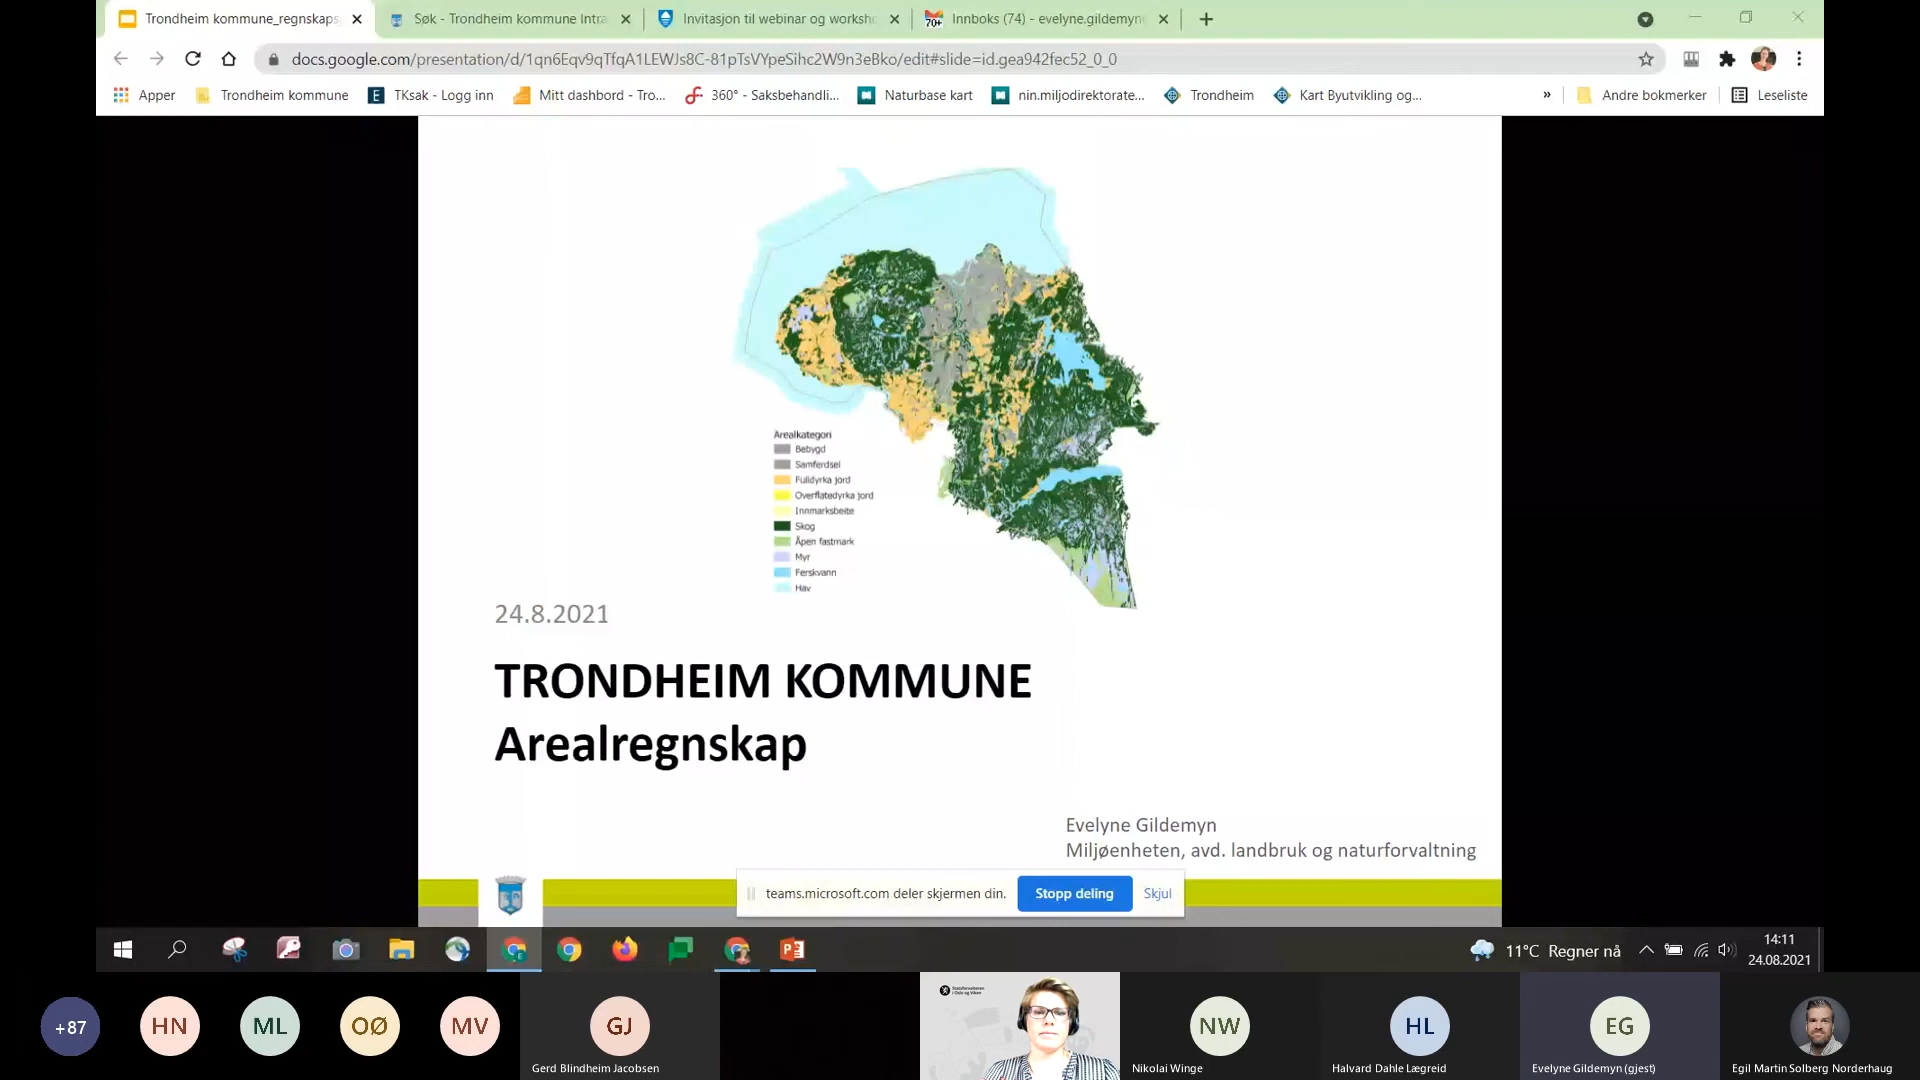 Trondheim kommune_regnskaps
Søk - Trondheim kommune Intra
Invitasjon til webinar og worksho
Innboks (74) - evelyne.gildemyn
docs.google.com/presentation/d/1qn6Eqv9qTfqA1LEWJs8C-81pTsVYpeSihc2W9n3eBko/edit#slide=id.gea942fec52_0_0
Apper
Trondheim kommune
TKsak - Logg inn
Mitt dashbord - Tro...
360° - Saksbehandli...
Naturbase kart
nin.miljodirektorate...
Trondheim
Kart Byutvikling og...
»
Andre bokmerker
Leseliste
Arealkategori
Bebygd
Samferdsel
Fulldyrka jord
Overflatedyrka jord
Innmarksbeite
Skog
Åpen fastmark
Myr
Ferskvann
Hav
24.8.2021
TRONDHEIM KOMMUNE
Arealregnskap
Evelyne Gildemyn
Miljøenheten, avd. landbruk og naturforvaltning
teams.microsoft.com deler skjermen din.
Stopp deling
Skjul
11°C Regner nå
14:11
24.08.2021
+87
HN
ML
OØ
MV
GJ
Gerd Blindheim Jacobsen
Statsforvalteren
i Oslo og Viken
NW
Nikolai Winge
HL
Halvard Dahle Lægreid
EG
Evelyne Gildemyn (gjest)
Egil Martin Solberg Norderhaug